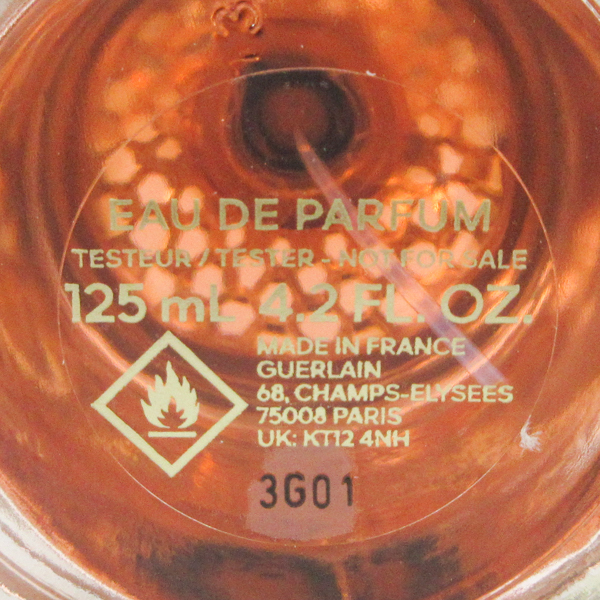 3
EAU DE PARFUM
TESTEUR / TESTER - NOT FOR SALE
125 mL 4.2 FL. OZ.
MADE IN FRANCE
GUERLAIN
68, CHAMPS-ELYSEES
75008 PARIS
UK: KT12 4NH
3G01